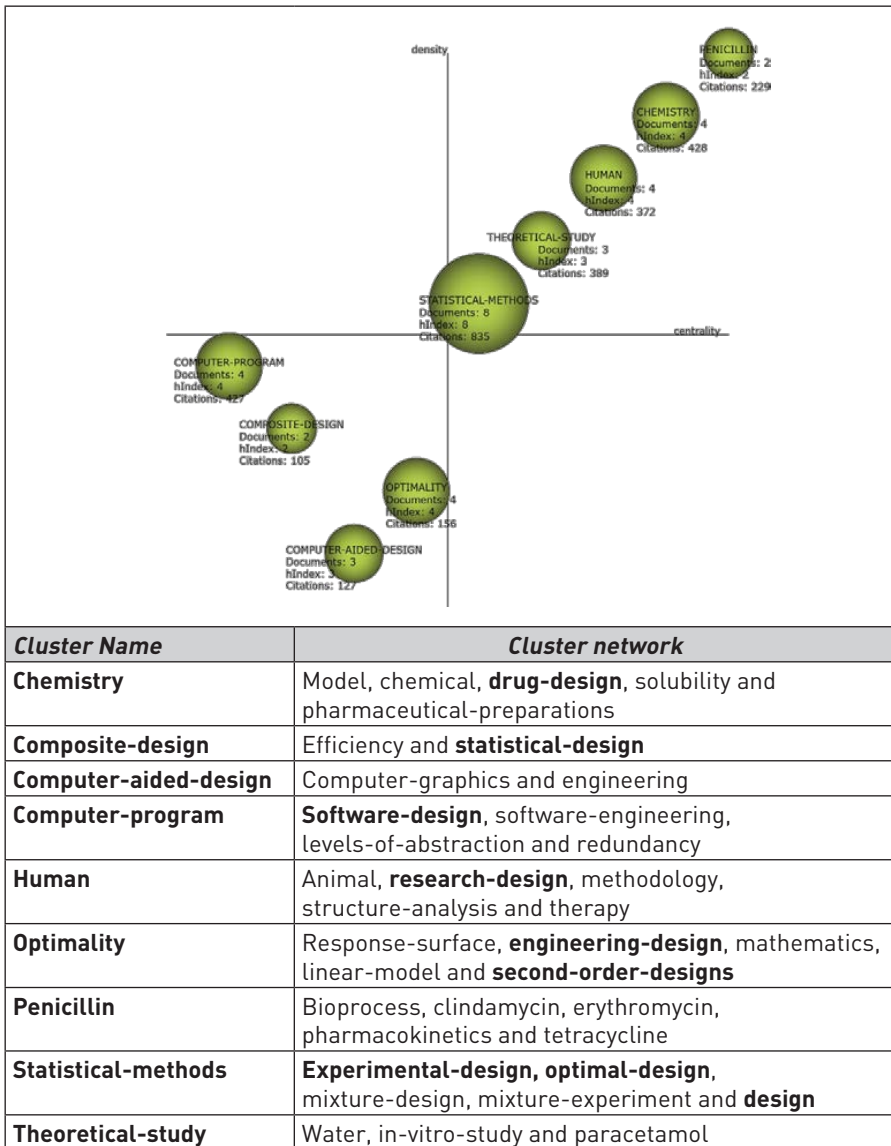 density
PENICILLIN
Documents: 2
hIndex: 2
Citations: 229
CHEMISTRY
Documents: 4
hIndex: 4
Citations: 428
HUMAN
Documents: 4
hIndex: 4
Citations: 372
THEORETICAL-STUDY
Documents: 3
hIndex: 3
Citations: 389
STATISTICAL-METHODS
Documents: 8
hIndex: 8
Citations: 835
centrality
COMPUTER-PROGRAM
Documents: 4
hIndex: 4
Citations: 427
COMPOSITE-DESIGN
Documents: 2
hIndex: 2
Citations: 105
OPTIMALITY
Documents: 4
hIndex: 4
Citations: 156
COMPUTER-AIDED-DESIGN
Documents: 3
hIndex: 3
Citations: 127
Cluster Name Cluster network
Chemistry Model, chemical, drug-design, solubility and
pharmaceutical-preparations
Composite-design Efficiency and statistical-design
Computer-aided-design Computer-graphics and engineering
Computer-program Software-design, software-engineering,
levels-of-abstraction and redundancy
Human Animal, research-design, methodology,
structure-analysis and therapy
Optimality Response-surface, engineering-design, mathematics,
linear-model and second-order-designs
Penicillin Bioprocess, clindamycin, erythromycin,
pharmacokinetics and tetracycline
Statistical-methods Experimental-design, optimal-design,
mixture-design, mixture-experiment and design
Theoretical-study Water, in-vitro-study and paracetamol